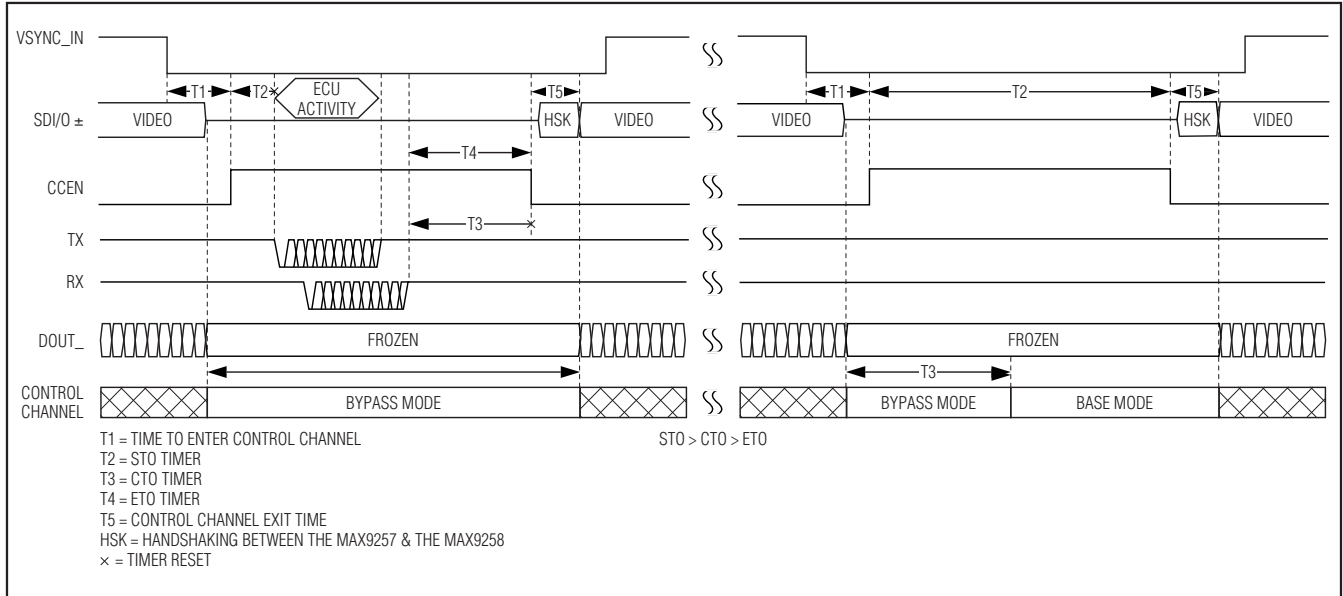 VSYNC_IN
T1 T2 × ECU ACTIVITY T5 T1 T2 T5
SDI/O ± VIDEO HSK VIDEO VIDEO HSK VIDEO
T4
CCEN
T3 ×
TX
RX
DOUT_ FROZEN FROZEN
T3
CONTROL CHANNEL BYPASS MODE BYPASS MODE BASE MODE
T1 = TIME TO ENTER CONTROL CHANNEL STO > CTO > ETO
T2 = STO TIMER
T3 = CTO TIMER
T4 = ETO TIMER
T5 = CONTROL CHANNEL EXIT TIME
HSK = HANDSHAKING BETWEEN THE MAX9257 & THE MAX9258
× = TIMER RESET